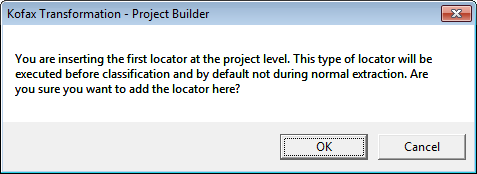 Kofax Transformation - Project Builder
You are inserting the first locator at the project level. This type of locator will be
executed before classification and by default not during normal extraction. Are
you sure you want to add the locator here?
OK
Cancel